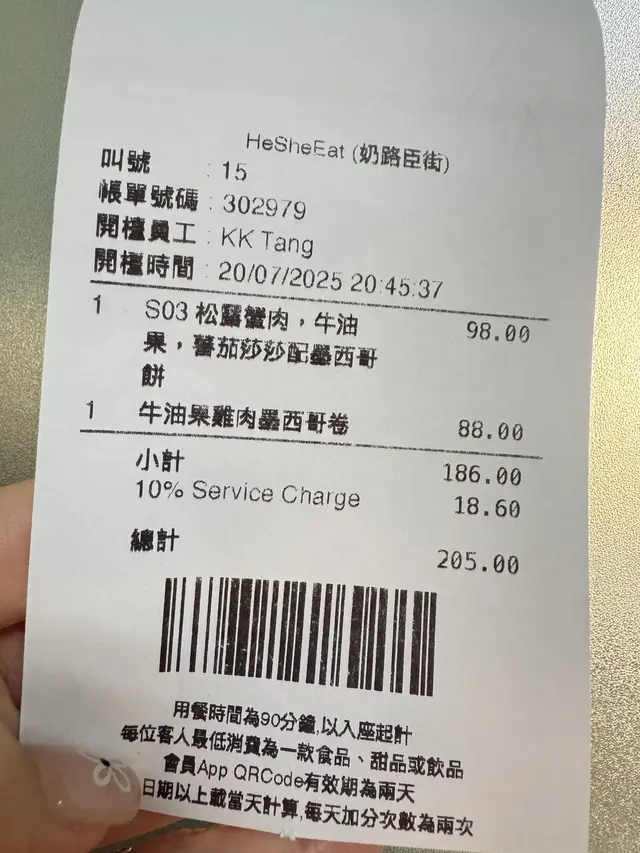 HeSheEat (奶路臣街)
叫號 : 15
帳單號碼 : 302979
開檯員工 : KK Tang
開檯時間 : 20/07/2025 20:45:37
1 S03 松露蟹肉，牛油 98.00
果，蕃茄莎莎配墨西哥
餅
1 牛油果雞肉墨西哥卷 88.00
小計 186.00
10% Service Charge 18.60
總計 205.00
用餐時間為90分鐘,以入座起計
每位客人最低消費為一款食品、甜品或飲品
會員App QRCode有效期為兩天
日期以上載當天計算,每天加分次數為兩次